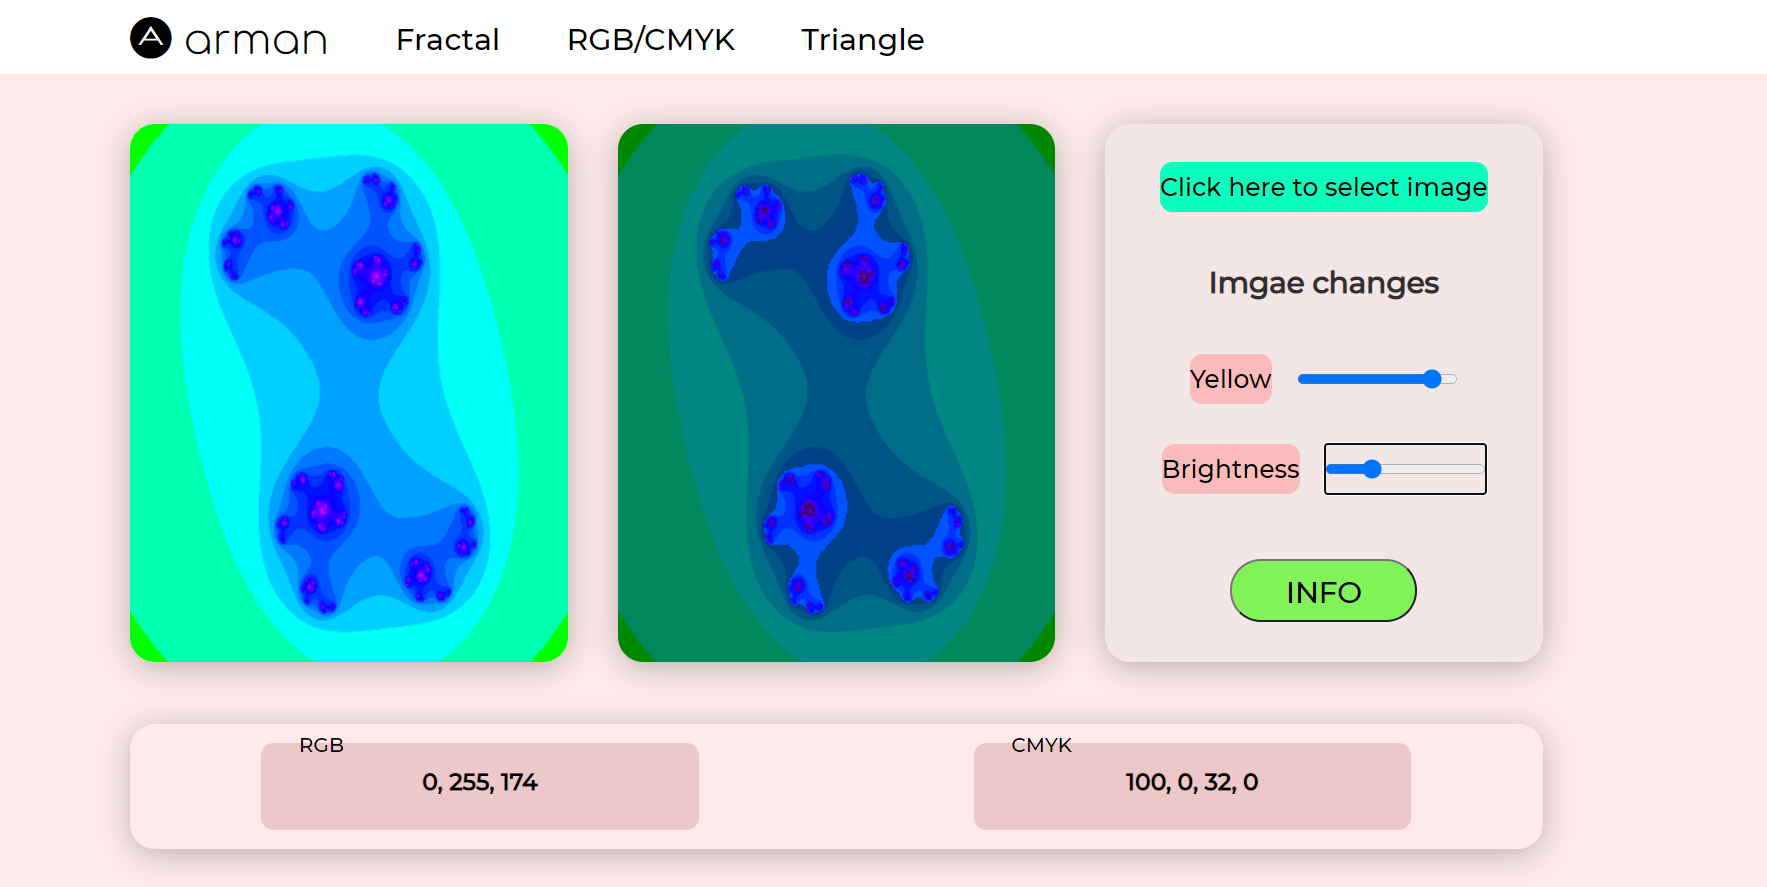 A arman Fractal RGB/CMYK Triangle
Click here to select image
Imgae changes
Yellow
Brightness
INFO
RGB
0, 255, 174
CMYK
100, 0, 32, 0